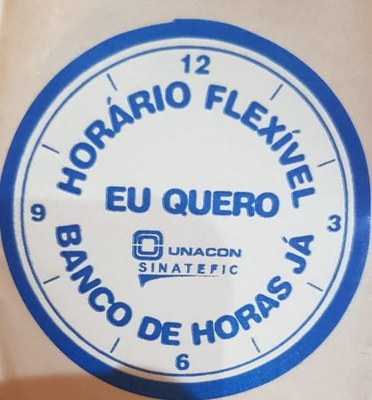 12
HORÁRIO FLEXÍVEL
EU QUERO
9
3
UNACON
SINATEFIC
BANCO DE HORAS JÁ
6